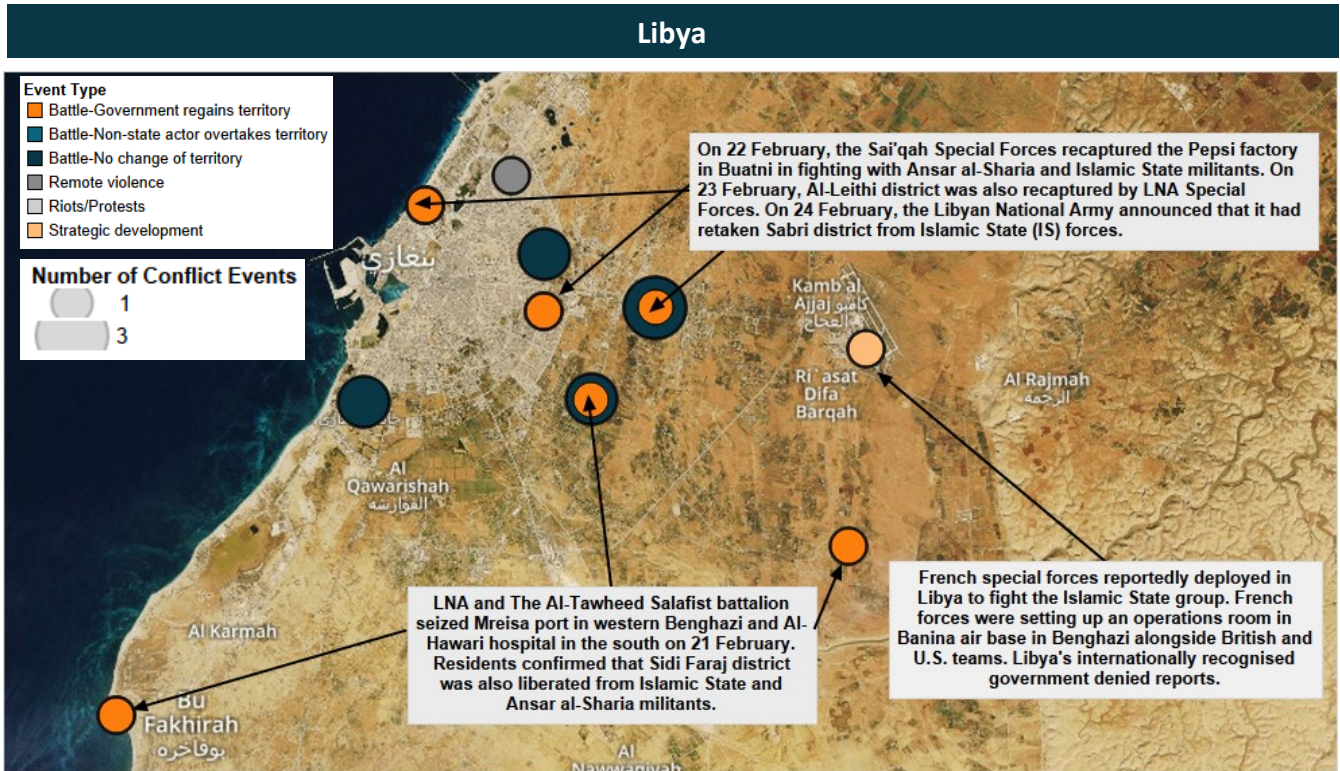 Libya
Event Type
Battle-Government regains territory
Battle-Non-state actor overtakes territory
Battle-No change of territory
Remote violence
Riots/Protests
Strategic development
Number of Conflict Events
1
3
On 22 February, the Sai'qah Special Forces recaptured the Pepsi factory
in Buatni in fighting with Ansar al-Sharia and Islamic State militants. On
23 February, Al-Leithi district was also recaptured by LNA Special
Forces. On 24 February, the Libyan National Army announced that it had
retaken Sabri district from Islamic State (IS) forces.
بنغازي
Kamb al
Ajjaj كامبو
العجاج
Ri`asat
Difa`
Barqah
Al Rajmah
الرجمه
Al
Qawarishah
القوارشه
LNA and The Al-Tawheed Salafist battalion
seized Mreisa port in western Benghazi and Al-
Hawari hospital in the south on 21 February.
Residents confirmed that Sidi Faraj district
was also liberated from Islamic State and
Ansar al-Sharia militants.
French special forces reportedly deployed in
Libya to fight the Islamic State group. French
forces were setting up an operations room in
Banina air base in Benghazi alongside British and
U.S. teams. Libya's internationally recognised
government denied reports.
Al Karmah
Bu
Fakhirah
بوفاخره
Al
Nawwaqiyah